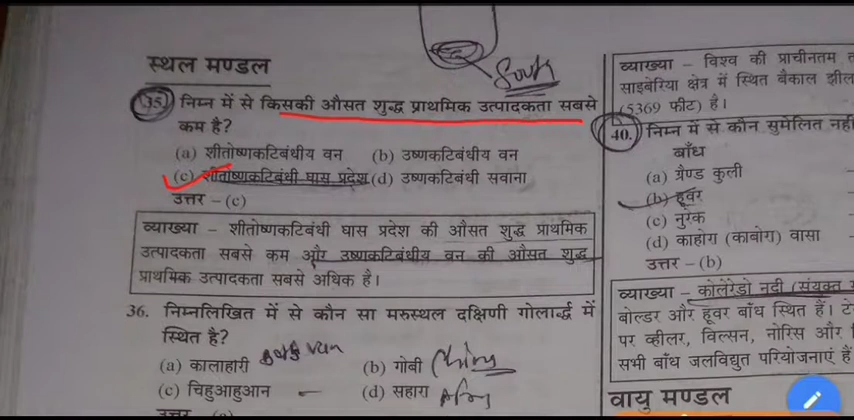 South
स्थल मण्डल
35. निम्न में से किसकी औसत शुद्ध प्राथमिक उत्पादकता सबसे
कम है?
(a) शीतोष्णकटिबंधीय वन (b) उष्णकटिबंधीय वन
(c) शीतोष्णकटिबंधी घास प्रदेश (d) उष्णकटिबंधी सवाना
उत्तर – (c)
व्याख्या – शीतोष्णकटिबंधी घास प्रदेश की औसत शुद्ध प्राथमिक
उत्पादकता सबसे कम और उष्णकटिबंधीय वन की औसत शुद्ध
प्राथमिक उत्पादकता सबसे अधिक है।
36. निम्नलिखित में से कौन सा मरुस्थल दक्षिणी गोलार्द्ध में
स्थित है?
(a) कालाहारी (b) गोबी
(c) चिहुआहुआन (d) सहारा
उत्तर
व्याख्या – विश्व की प्राचीनतम
साइबेरिया क्षेत्र में स्थित बैकाल झील
(5369 फीट) है।
40. निम्न में से कौन सुमेलित नहीं
बाँध
(a) ग्रैण्ड कुली
(b) हूवर
(c) नुरेक
(d) काहोरा (काबोरा) वासा
उत्तर – (b)
व्याख्या – कोलेरेडो नदी (संयुक्त
बोल्डर और हूवर बाँध स्थित हैं।
पर व्हीलर, विल्सन, नोरिस और
सभी बाँध जलविद्युत परियोजनाएं हैं
वायु मण्डल